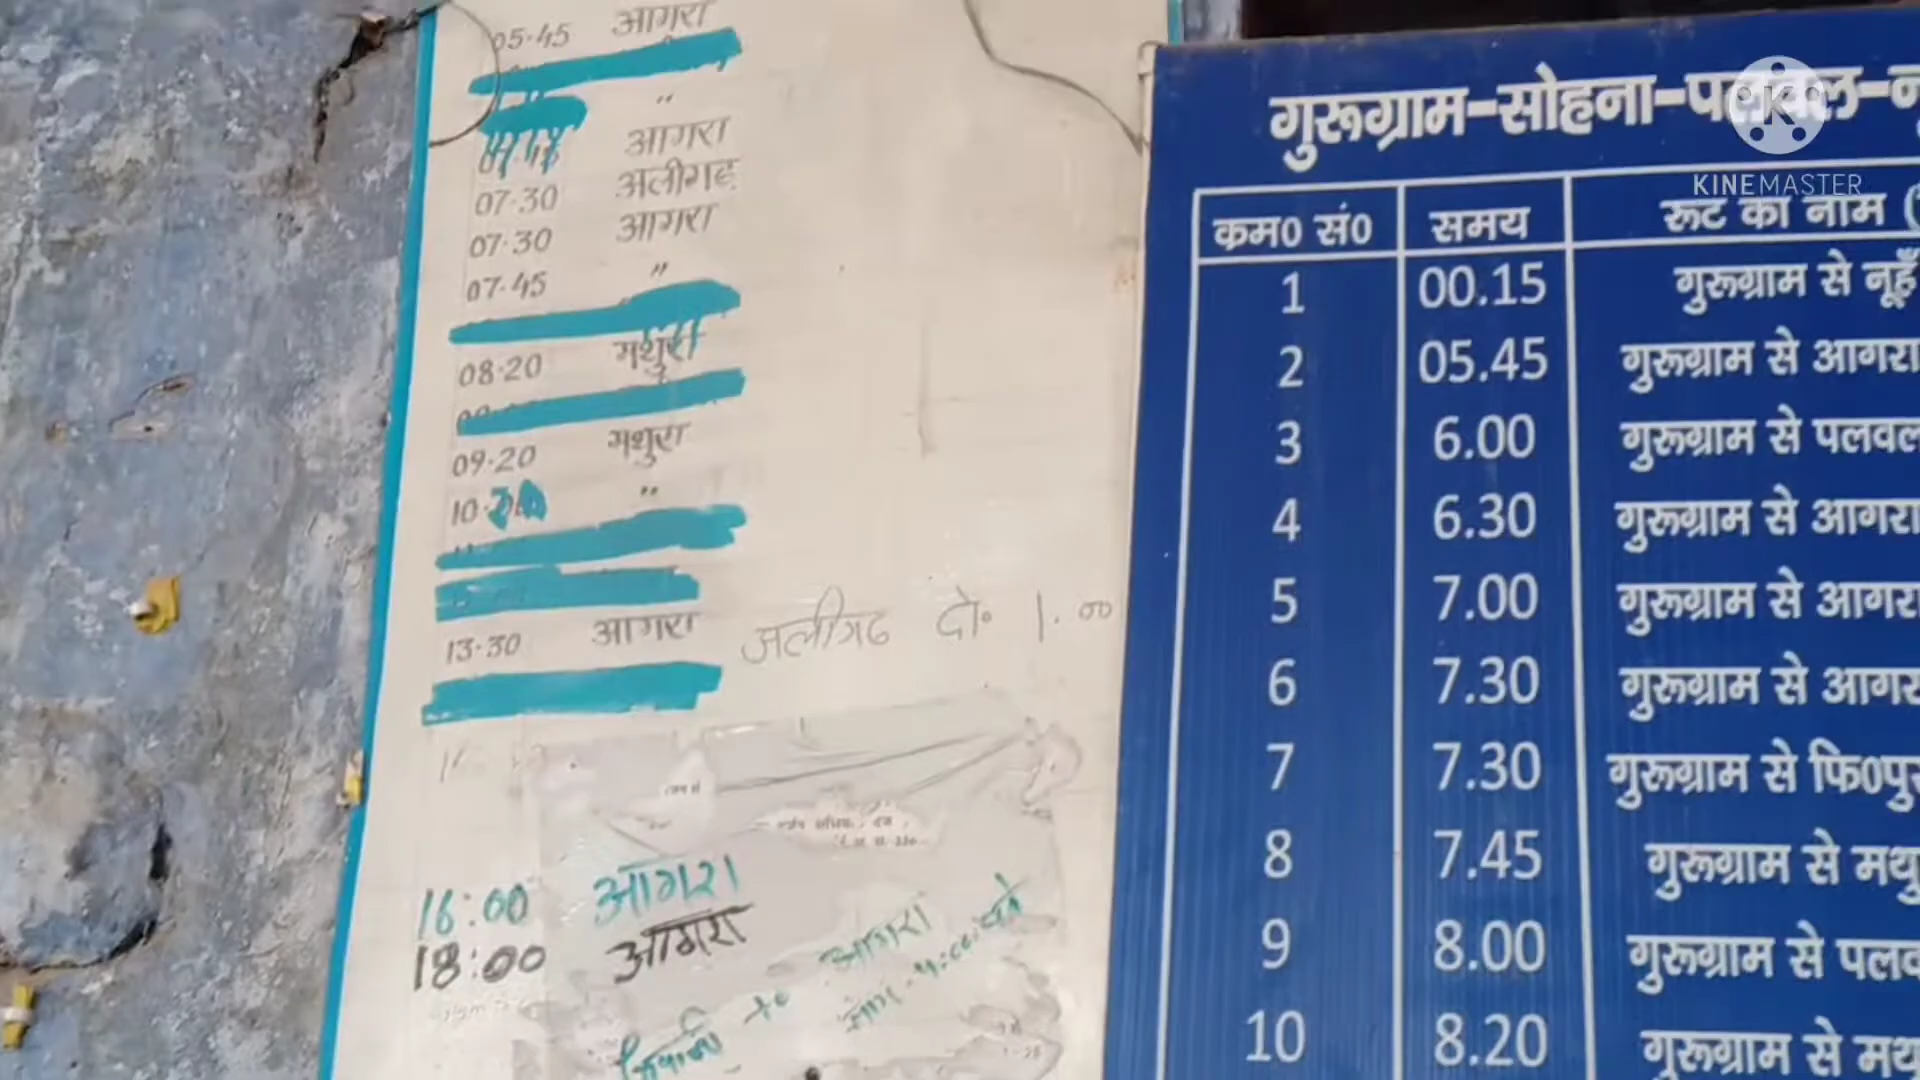 05-45 आगरा
"
आगरा
07-30 अलीगढ़
07-30 आगरा
07-45 "
08-20 मथुरा
09-20 मथुरा
10- "
13-30 आगरा अलीगढ दो० 1.00
16:00 आगरा
18:00 आगरा
आगरा
गुरूग्राम-सोहना-पलवल-
KINEMASTER
क्रम0 सं0 समय रूट का नाम (
1 00.15 गुरूग्राम से नूहँ
2 05.45 गुरूग्राम से आगरा
3 6.00 गुरूग्राम से पलवल
4 6.30 गुरूग्राम से आगरा
5 7.00 गुरूग्राम से आगरा
6 7.30 गुरूग्राम से आगर
7 7.30 गुरूग्राम से फि0पु
8 7.45 गुरूग्राम से मथु
9 8.00 गुरूग्राम से पलव
10 8.20 गुरूग्राम से मथ